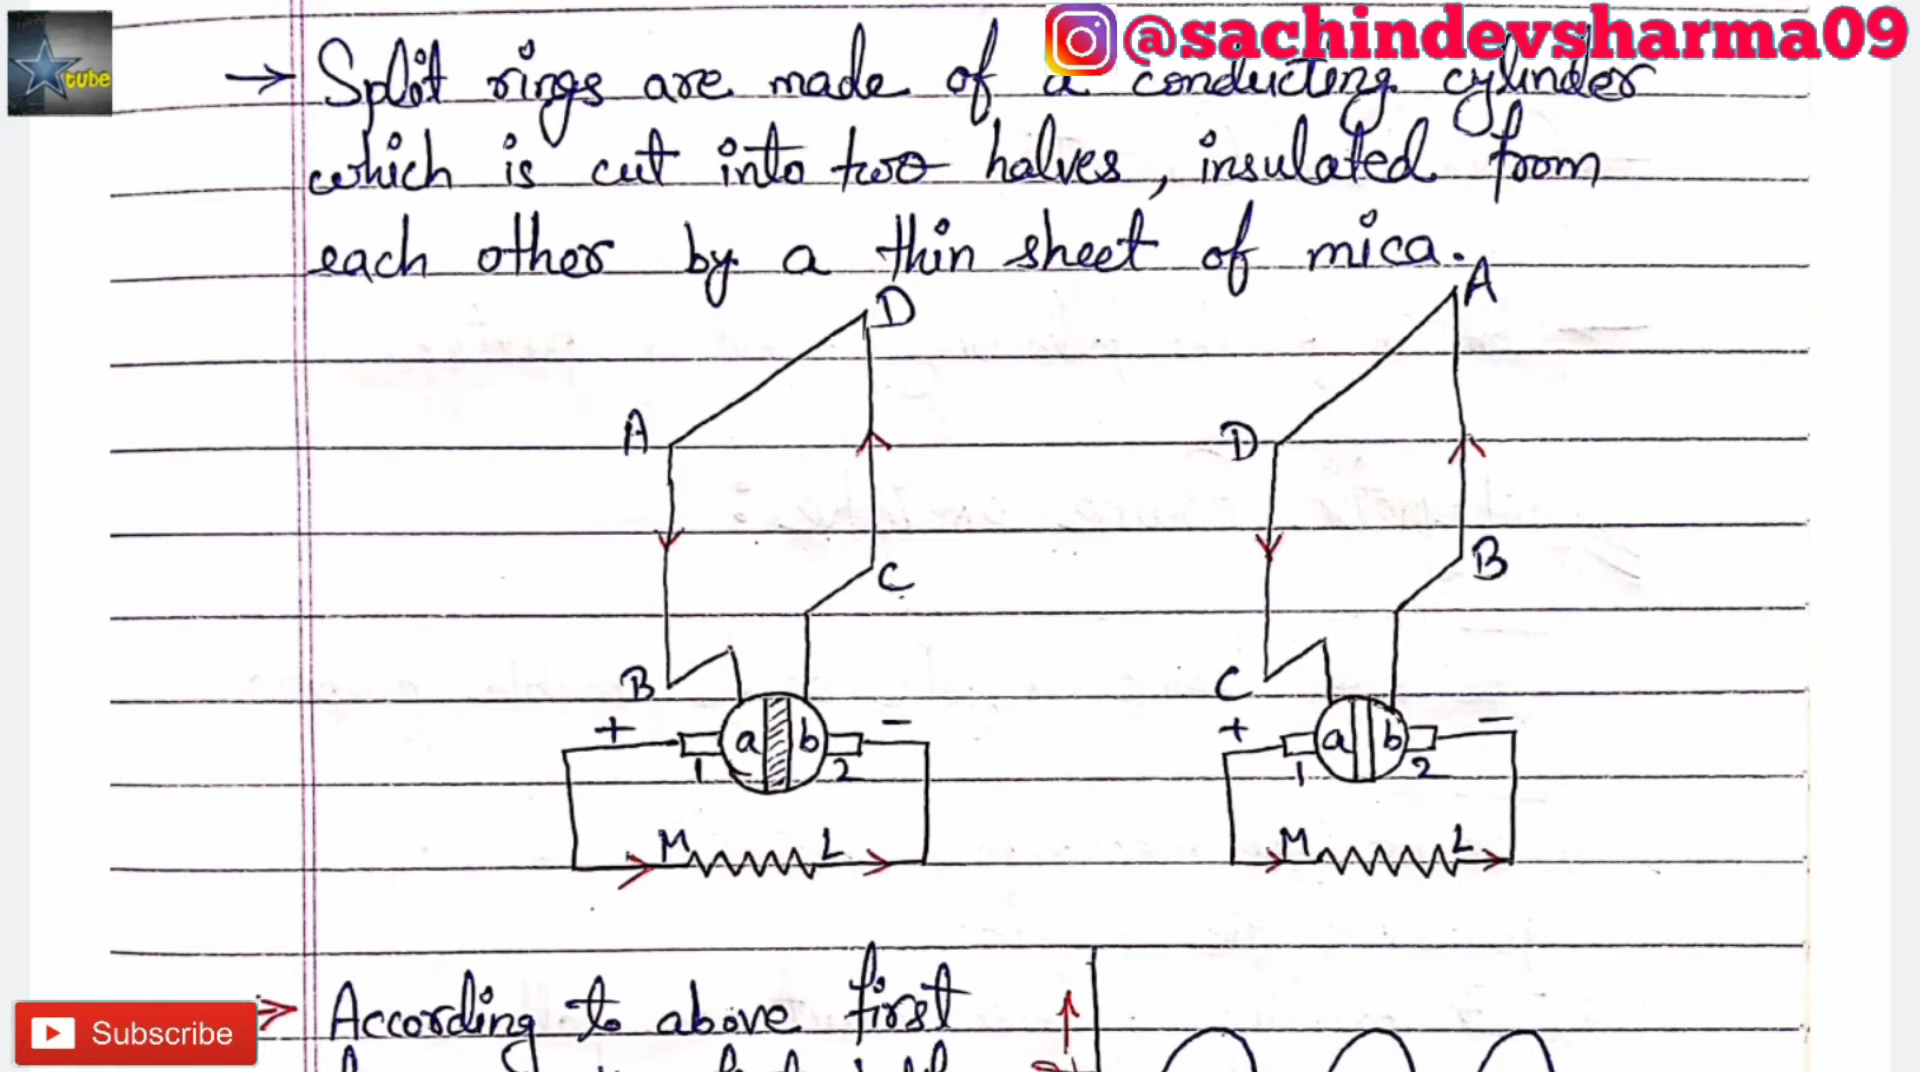 tube
@sachindevsharma09
→ Split rings are made of a conducting cylinder
which is cut into two halves, insulated from
each other by a thin sheet of mica.
D
A
A
D
C
B
B
C
+ a b -
1 2
+ a b -
1 2
M L
M L
→ According to above first
Subscribe